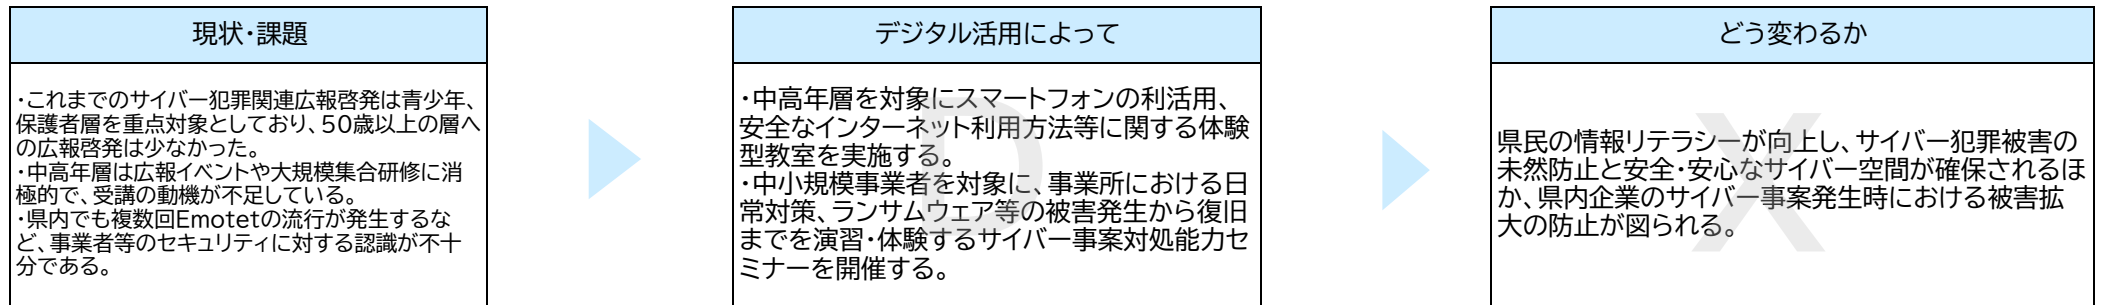 現状・課題
・これまでのサイバー犯罪関連広報啓発は青少年、
保護者層を重点対象としており、50歳以上の層へ
の広報啓発は少なかった。
・中高年層は広報イベントや大規模集合研修に消
極的で、受講の動機が不足している。
・県内でも複数回Emotetの流行が発生するな
ど、事業者等のセキュリティに対する認識が不十
分である。
デジタル活用によって
・中高年層を対象にスマートフォンの利活用、
安全なインターネット利用方法等に関する体験
型教室を実施する。
・中小規模事業者を対象に、事業所における日
常対策、ランサムウェア等の被害発生から復旧
までを演習・体験するサイバー事案対処能力セ
ミナーを開催する。
D
どう変わるか
県民の情報リテラシーが向上し、サイバー犯罪被害の
未然防止と安全・安心なサイバー空間が確保されるほ
か、県内企業のサイバー事案発生時における被害拡
大の防止が図られる。
X